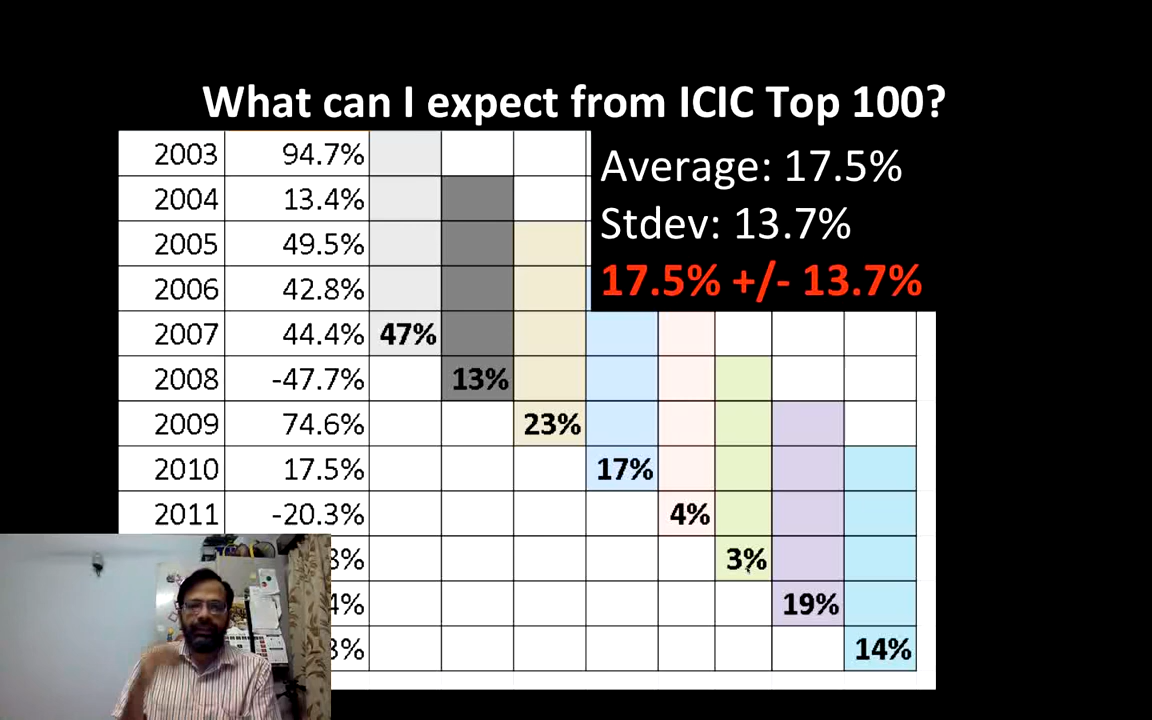 What can I expect from ICIC Top 100?
Average: 17.5%
Stdev: 13.7%
17.5% +/- 13.7%
2003 94.7%
2004 13.4%
2005 49.5%
2006 42.8%
2007 44.4% 47%
2008 -47.7% 13%
2009 74.6% 23%
2010 17.5% 17%
2011 -20.3% 4%
3%
19%
14%